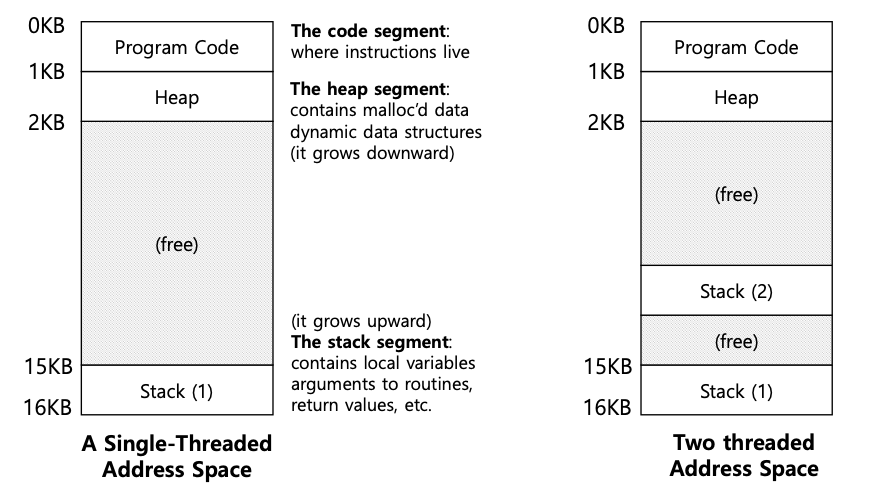 0KB
Program Code
1KB
Heap
2KB
(free)
15KB
Stack (1)
16KB
A Single-Threaded
Address Space
The code segment:
where instructions live
The heap segment:
contains malloc’d data
dynamic data structures
(it grows downward)
(it grows upward)
The stack segment:
contains local variables
arguments to routines,
return values, etc.
0KB
Program Code
1KB
Heap
2KB
(free)
Stack (2)
(free)
15KB
Stack (1)
16KB
Two threaded
Address Space